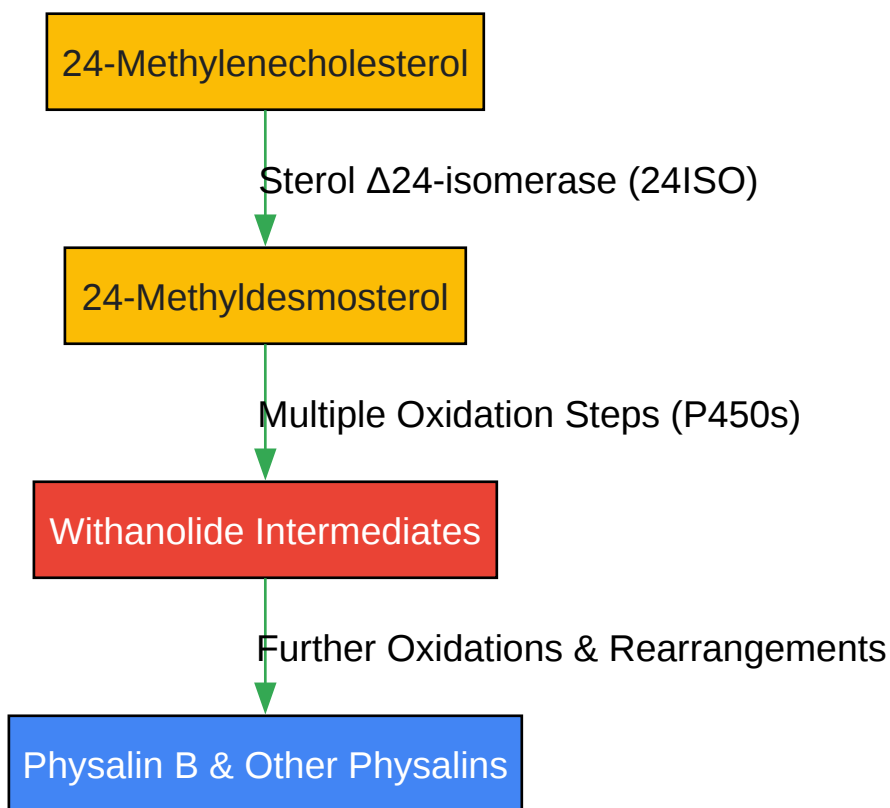 24-Methylenecholesterol
Sterol Δ24-isomerase (24ISO)
24-Methyldesmosterol
Multiple Oxidation Steps (P450s)
Withanolide Intermediates
Further Oxidations & Rearrangements
Physalin B & Other Physalins